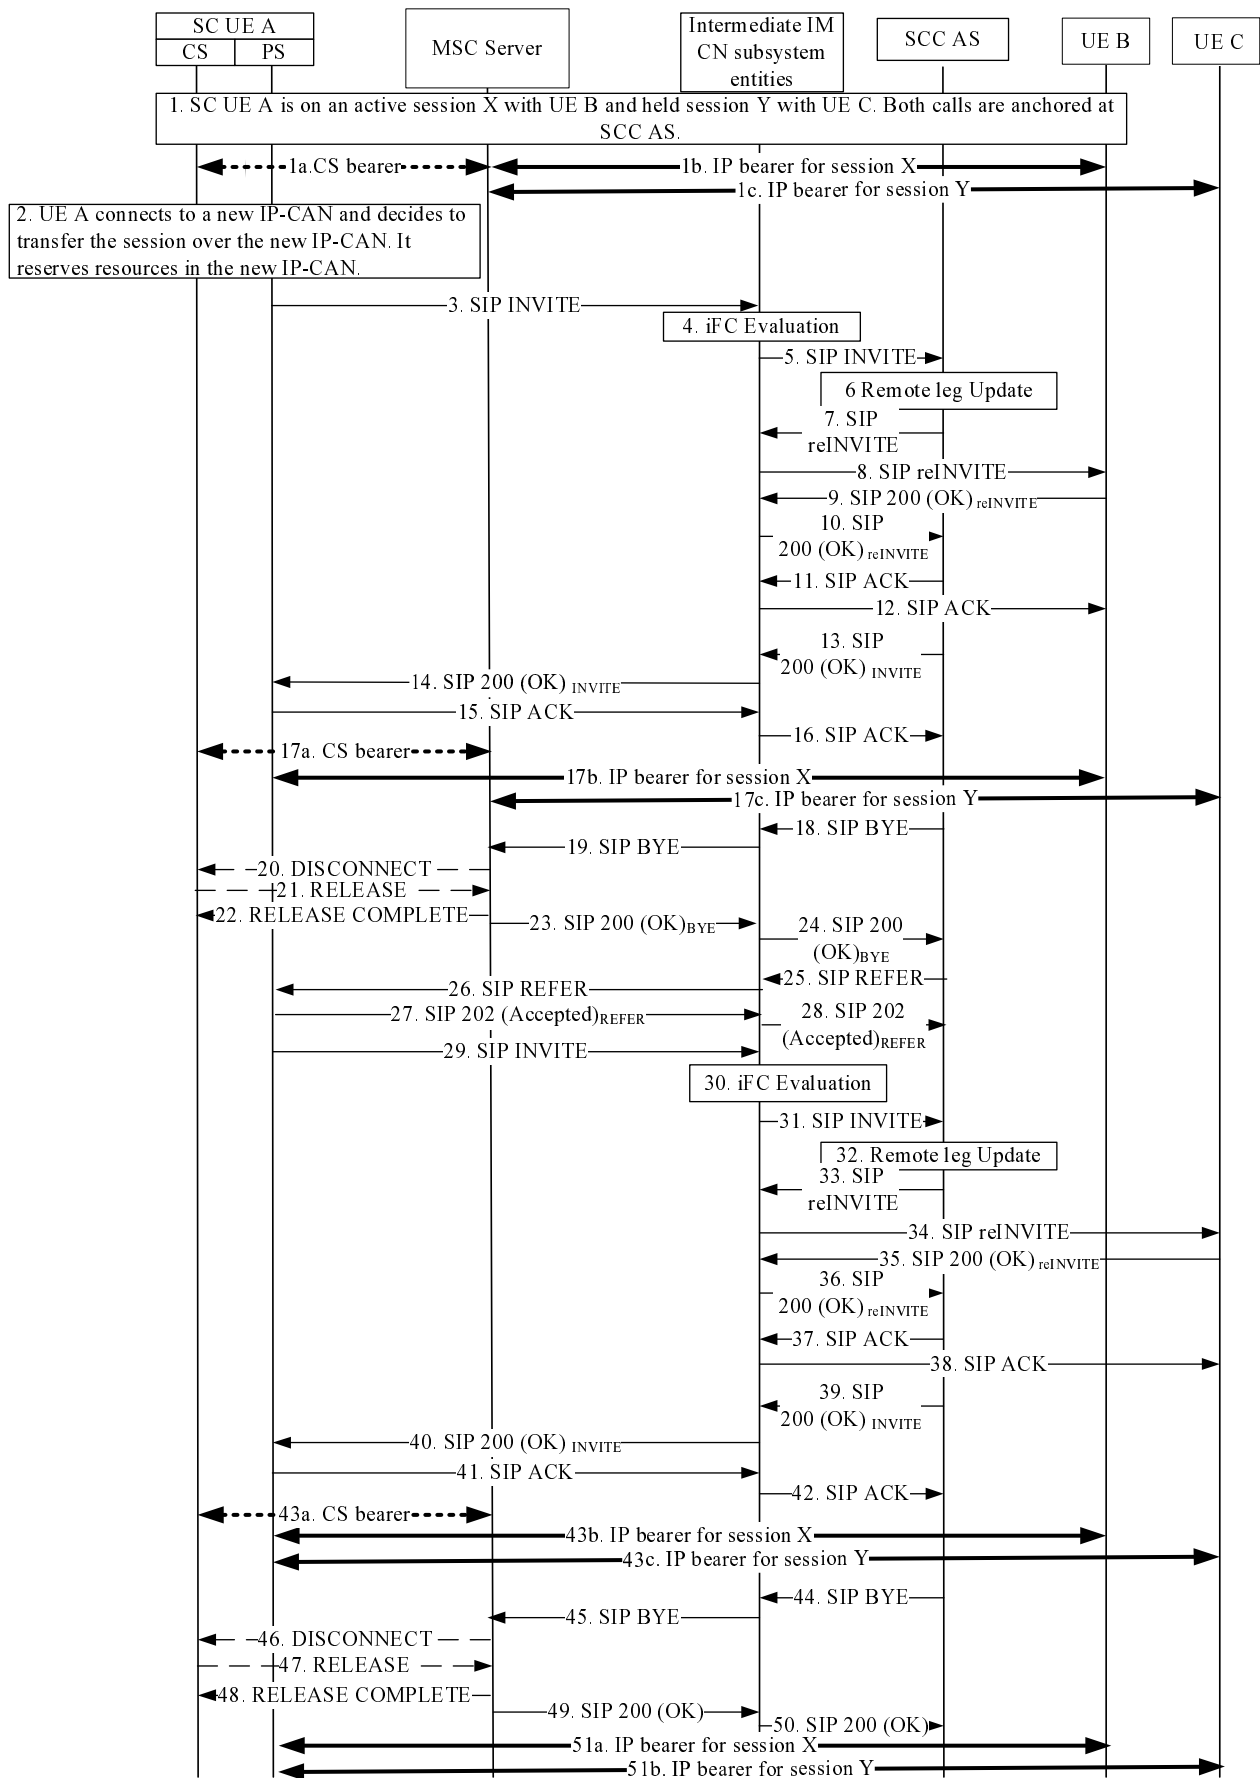 SC UE A
CS
PS
MSC Server
Intermediate IM
CN subsystem
entities
SCC AS
UE B
UE C
1. SC UE A is on an active session X with UE B and held session Y with UE C. Both calls are anchored at
SCC AS.
1a.CS bearer
1b. IP bearer for session X
1c. IP bearer for session Y
2. UE A connects to a new IP-CAN and decides to
transfer the session over the new IP-CAN. It
reserves resources in the new IP-CAN.
3. SIP INVITE
4. iFC Evaluation
5. SIP INVITE
6 Remote leg Update
7. SIP
reINVITE
8. SIP reINVITE
9. SIP 200 (OK) reINVITE
10. SIP
200 (OK) reINVITE
11. SIP ACK
12. SIP ACK
13. SIP
200 (OK) INVITE
14. SIP 200 (OK) INVITE
15. SIP ACK
16. SIP ACK
17a. CS bearer
17b. IP bearer for session X
17c. IP bearer for session Y
18. SIP BYE
19. SIP BYE
20. DISCONNECT
21. RELEASE
22. RELEASE COMPLETE
23. SIP 200 (OK)BYE
24. SIP 200
(OK)BYE
25. SIP REFER
26. SIP REFER
27. SIP 202 (Accepted)REFER
28. SIP 202
(Accepted)REFER
29. SIP INVITE
30. iFC Evaluation
31. SIP INVITE
32. Remote leg Update
33. SIP
reINVITE
34. SIP reINVITE
35. SIP 200 (OK) reINVITE
36. SIP
200 (OK) reINVITE
37. SIP ACK
38. SIP ACK
39. SIP
200 (OK) INVITE
40. SIP 200 (OK) INVITE
41. SIP ACK
42. SIP ACK
43a. CS bearer
43b. IP bearer for session X
43c. IP bearer for session Y
44. SIP BYE
45. SIP BYE
46. DISCONNECT
47. RELEASE
48. RELEASE COMPLETE
49. SIP 200 (OK)
50. SIP 200 (OK)
51a. IP bearer for session X
51b. IP bearer for session Y